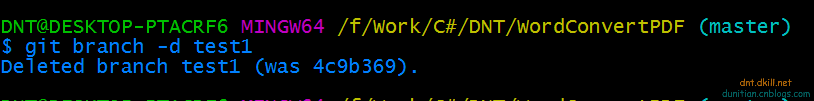 DNT@DESKTOP-PTACRF6 MINGW64 /f/Work/C#/DNT/WordConvertPDF (master)
$ git branch -d test1
Deleted branch test1 (was 4c9b369).
dnt.dkill.net
dunitian.cnblogs.com